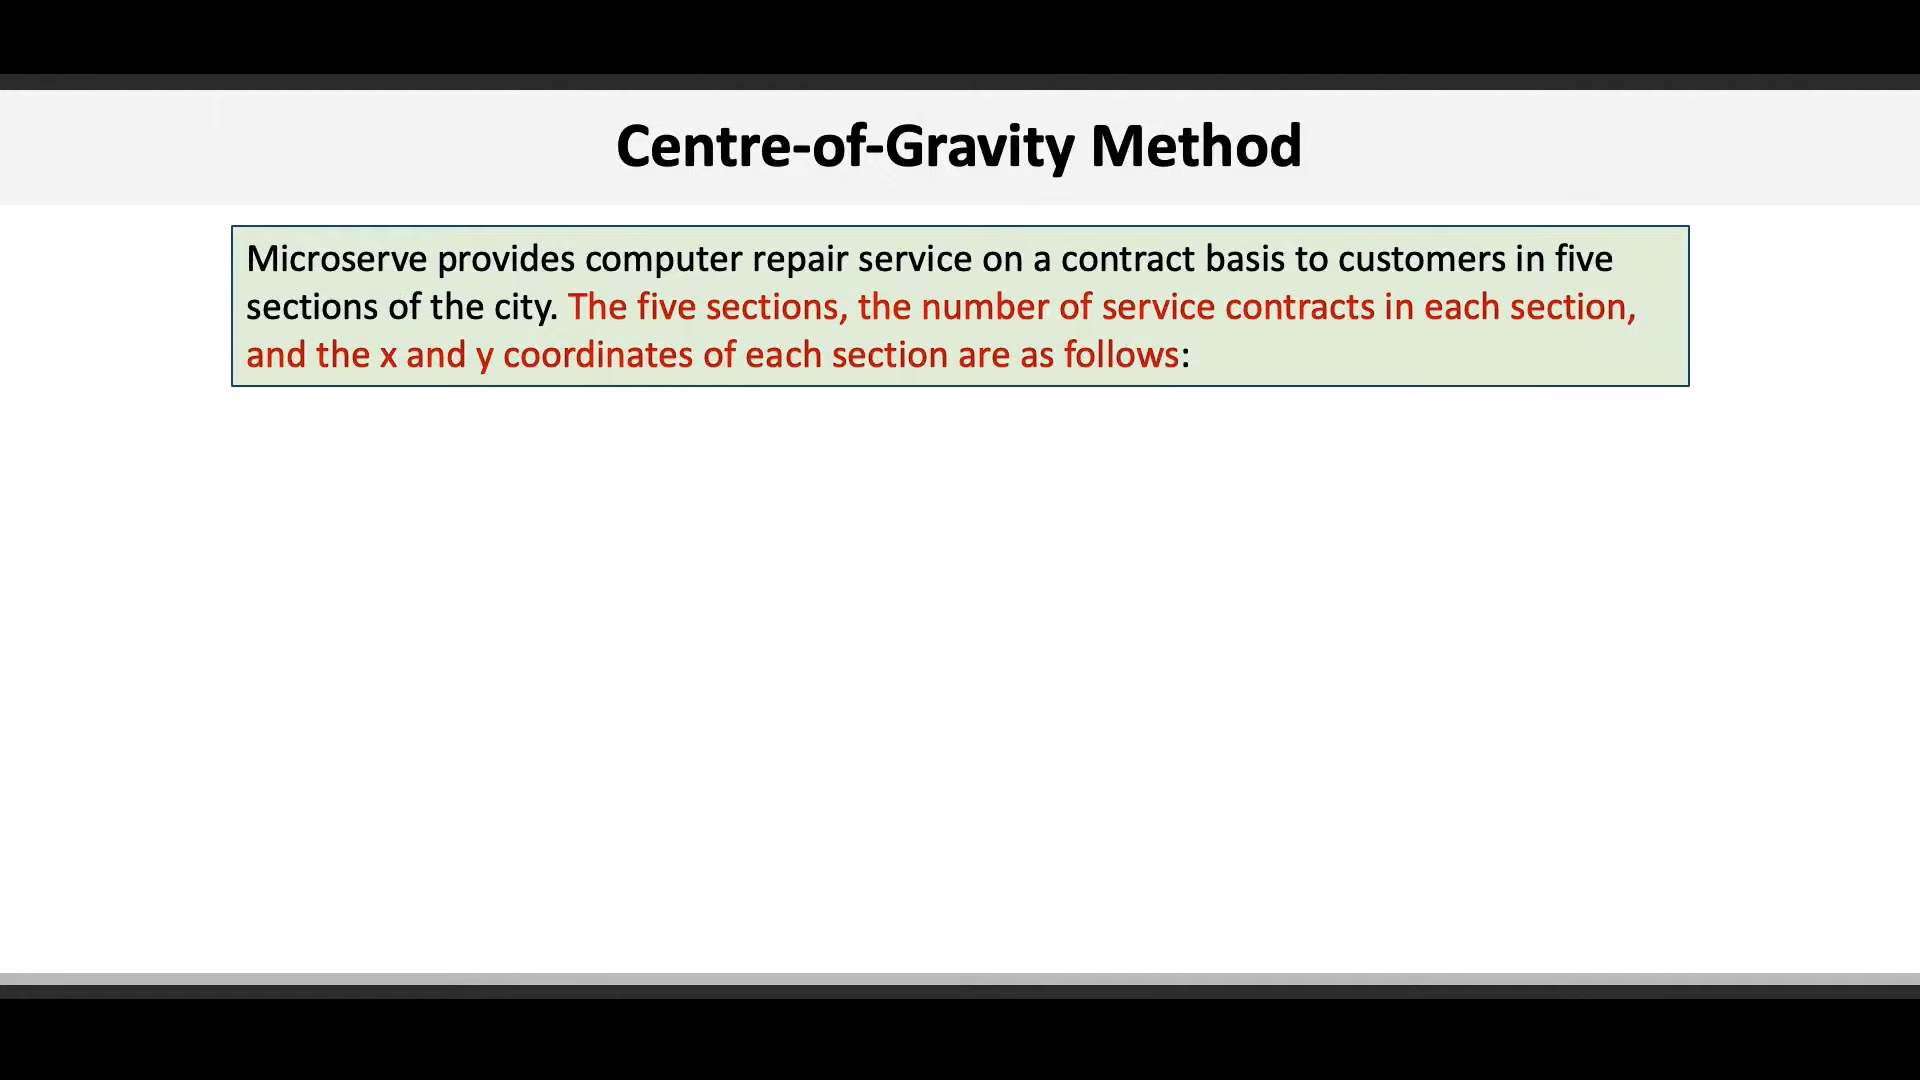 Centre-of-Gravity Method
Microserve provides computer repair service on a contract basis to customers in five
sections of the city. The five sections, the number of service contracts in each section,
and the x and y coordinates of each section are as follows: